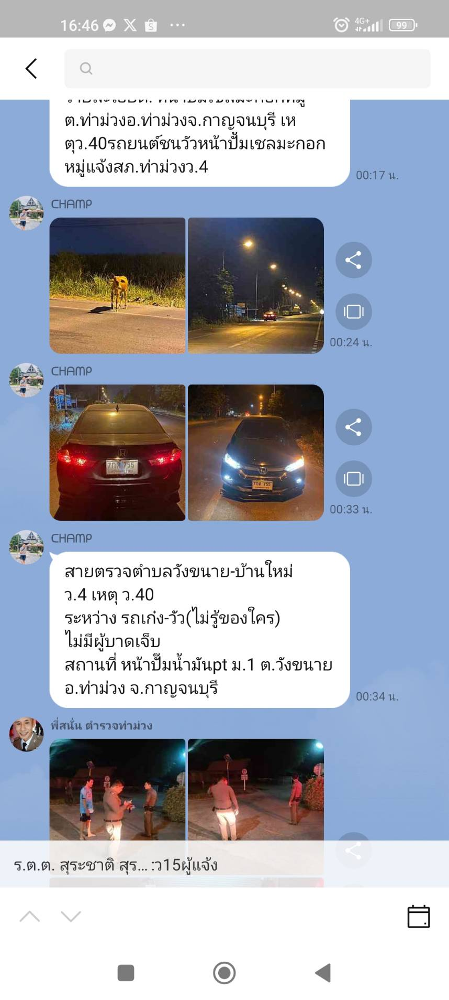 16:46
4G+
99
ต.ท่าม่วงอ.ท่าม่วงจ.กาญจนบุรี เห
ตุว.40รถยนต์ชนวัวหน้าปั้มเชลมะกอก
หมู่แจ้งสภ.ท่าม่วงว.4
00:17 น.
CHAMP
00:24 น.
CHAMP
7กด 755
7กด 755
00:33 น.
CHAMP
สายตรวจตำบลวังขนาย-บ้านใหม่
ว.4 เหตุ ว.40
ระหว่าง รถเก๋ง-วัว(ไม่รู้ของใคร)
ไม่มีผู้บาดเจ็บ
สถานที่ หน้าปั๊มน้ำมันpt ม.1 ต.วังขนาย
อ.ท่าม่วง จ.กาญจนบุรี
00:34 น.
พี่สนั่น ตำรวจท่าม่วง
ร.ต.ต. สุระชาติ สุร... :ว15ผู้แจ้ง